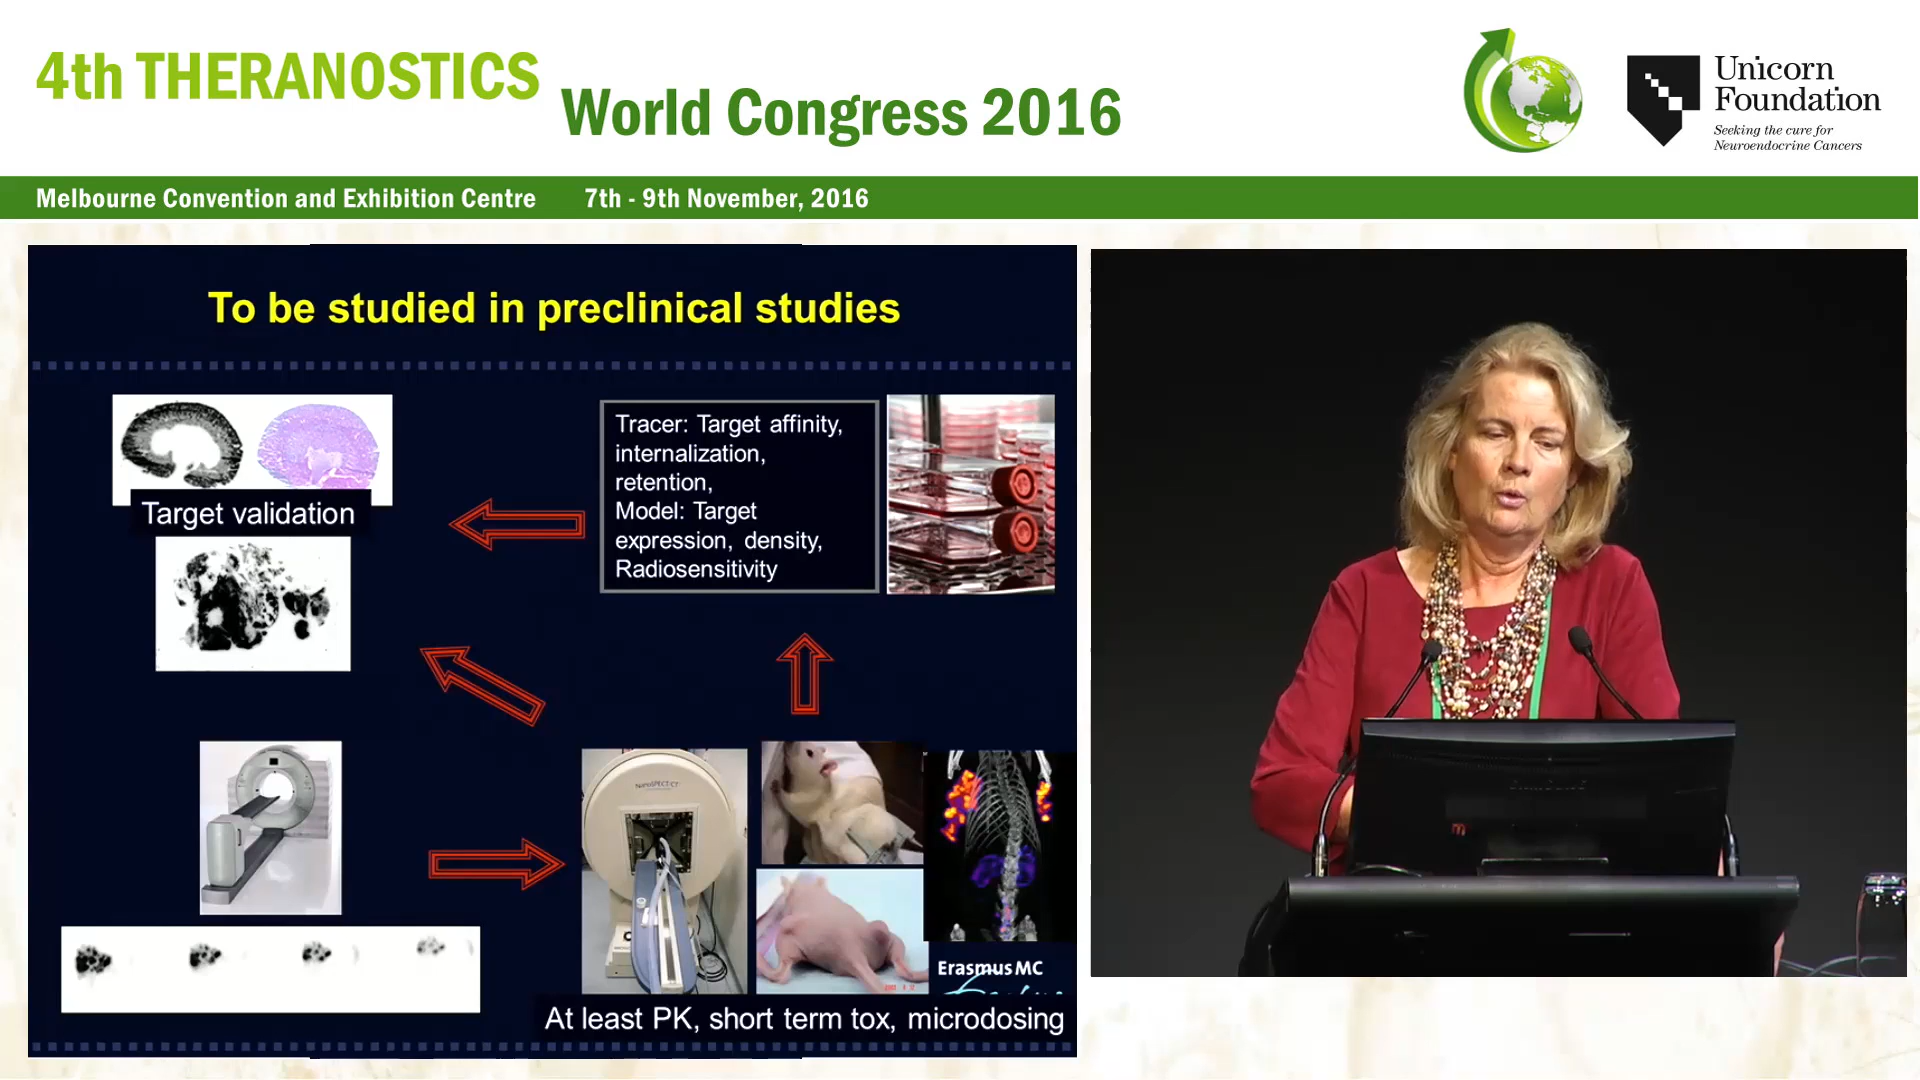 4th THERANOSTICS
World Congress 2016
Unicorn
Foundation
Seeking the cure for
Neuroendocrine Cancers
Melbourne Convention and Exhibition Centre 7th - 9th November, 2016
To be studied in preclinical studies
Target validation
Tracer: Target affinity,
internalization,
retention,
Model: Target
expression, density,
Radiosensitivity
NanoSPECT/CT
Erasmus MC
At least PK, short term tox, microdosing